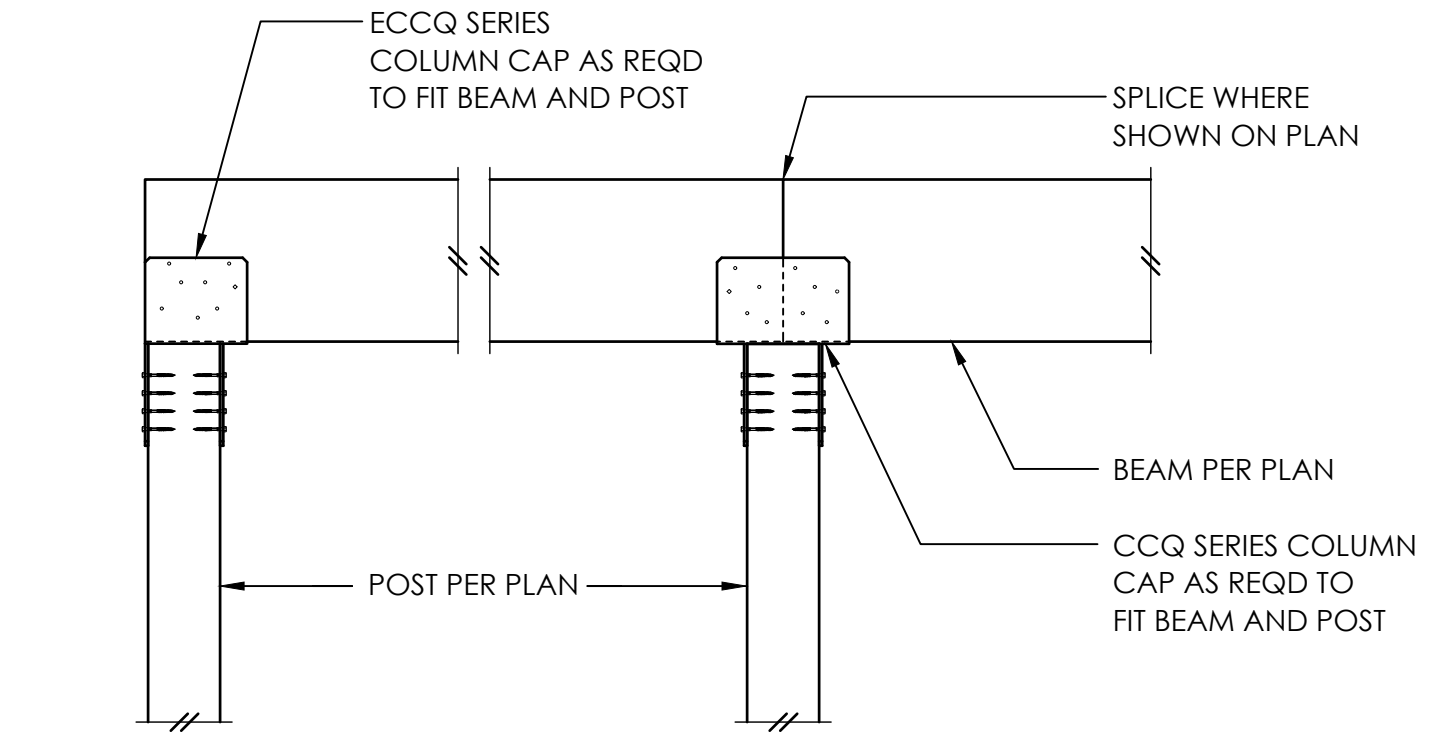 ECCQ SERIES
COLUMN CAP AS REQD
TO FIT BEAM AND POST
SPLICE WHERE
SHOWN ON PLAN
BEAM PER PLAN
CCQ SERIES COLUMN
CAP AS REQD TO
FIT BEAM AND POST
POST PER PLAN